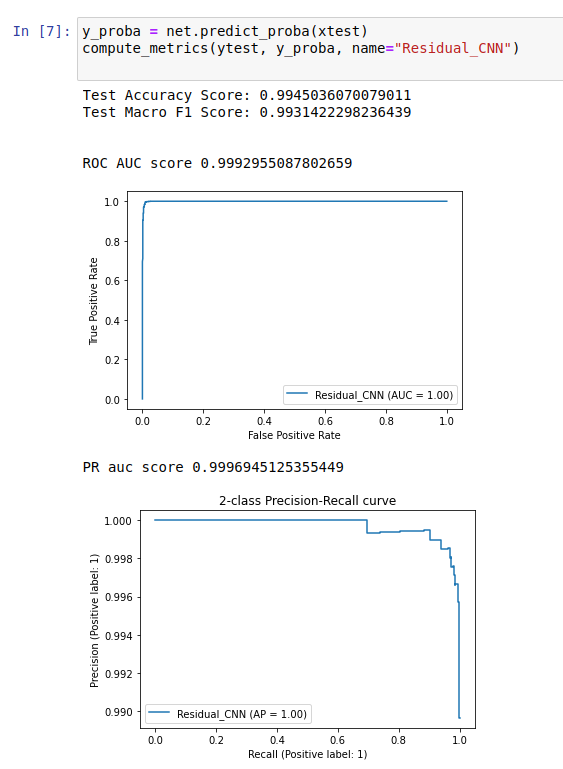 In [7]: y_proba = net.predict_proba(xtest)
compute_metrics(ytest, y_proba, name="Residual_CNN")
Test Accuracy Score: 0.9945036070079011
Test Macro F1 Score: 0.9931422298236439
ROC AUC score 0.9992955087802659
1.0
0.8
0.6
0.4
0.2
0.0
True Positive Rate
Residual_CNN (AUC = 1.00)
0.0 0.2 0.4 0.6 0.8 1.0
False Positive Rate
PR auc score 0.9996945125355449
2-class Precision-Recall curve
1.000
0.998
0.996
0.994
0.992
0.990
Precision (Positive label: 1)
Residual_CNN (AP = 1.00)
0.0 0.2 0.4 0.6 0.8 1.0
Recall (Positive label: 1)